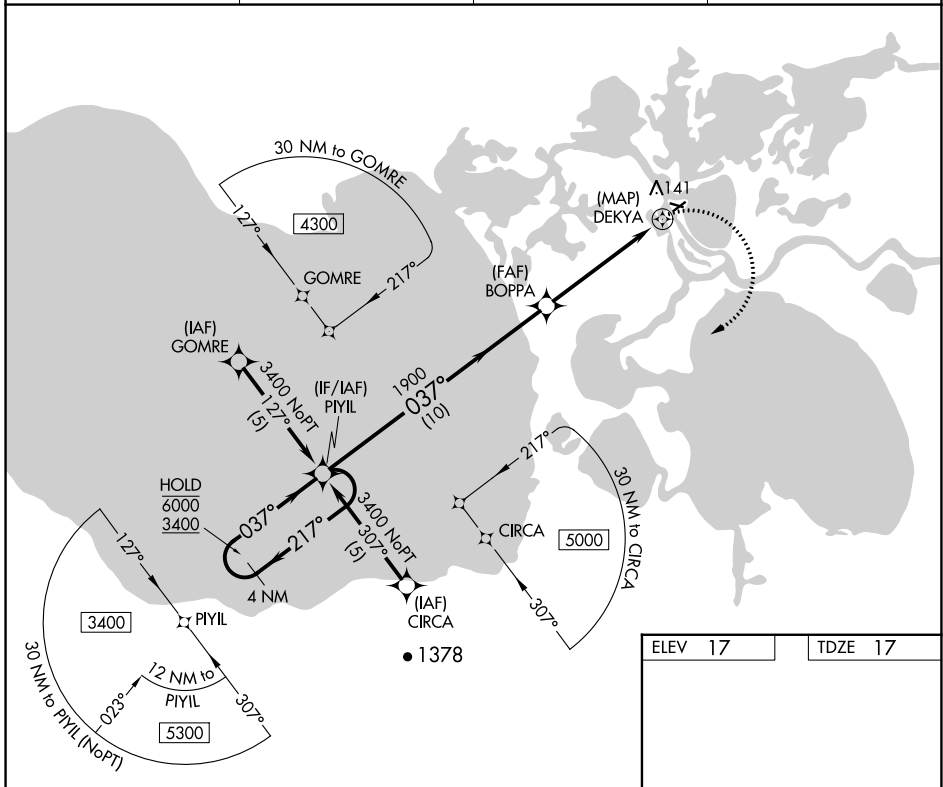 30 NM to GOMRE
127°
4300
217°
GOMRE
141
(MAP)
DEKYA
(FAF)
BOPPA
(IAF)
GOMRE
3400 NoPT
127°
(5)
(IF/IAF)
PIYIL
1900
037°
(10)
HOLD
6000
3400
037°
217°
4 NM
3400 NoPT
307°
(5)
(IAF)
CIRCA
1378
217°
CIRCA
307°
5000
30 NM to CIRCA
127°
3400
PIYIL
12 NM to
PIYIL
023°
5300
307°
30 NM to PIYIL (NoPT)
ELEV 17
TDZE 17